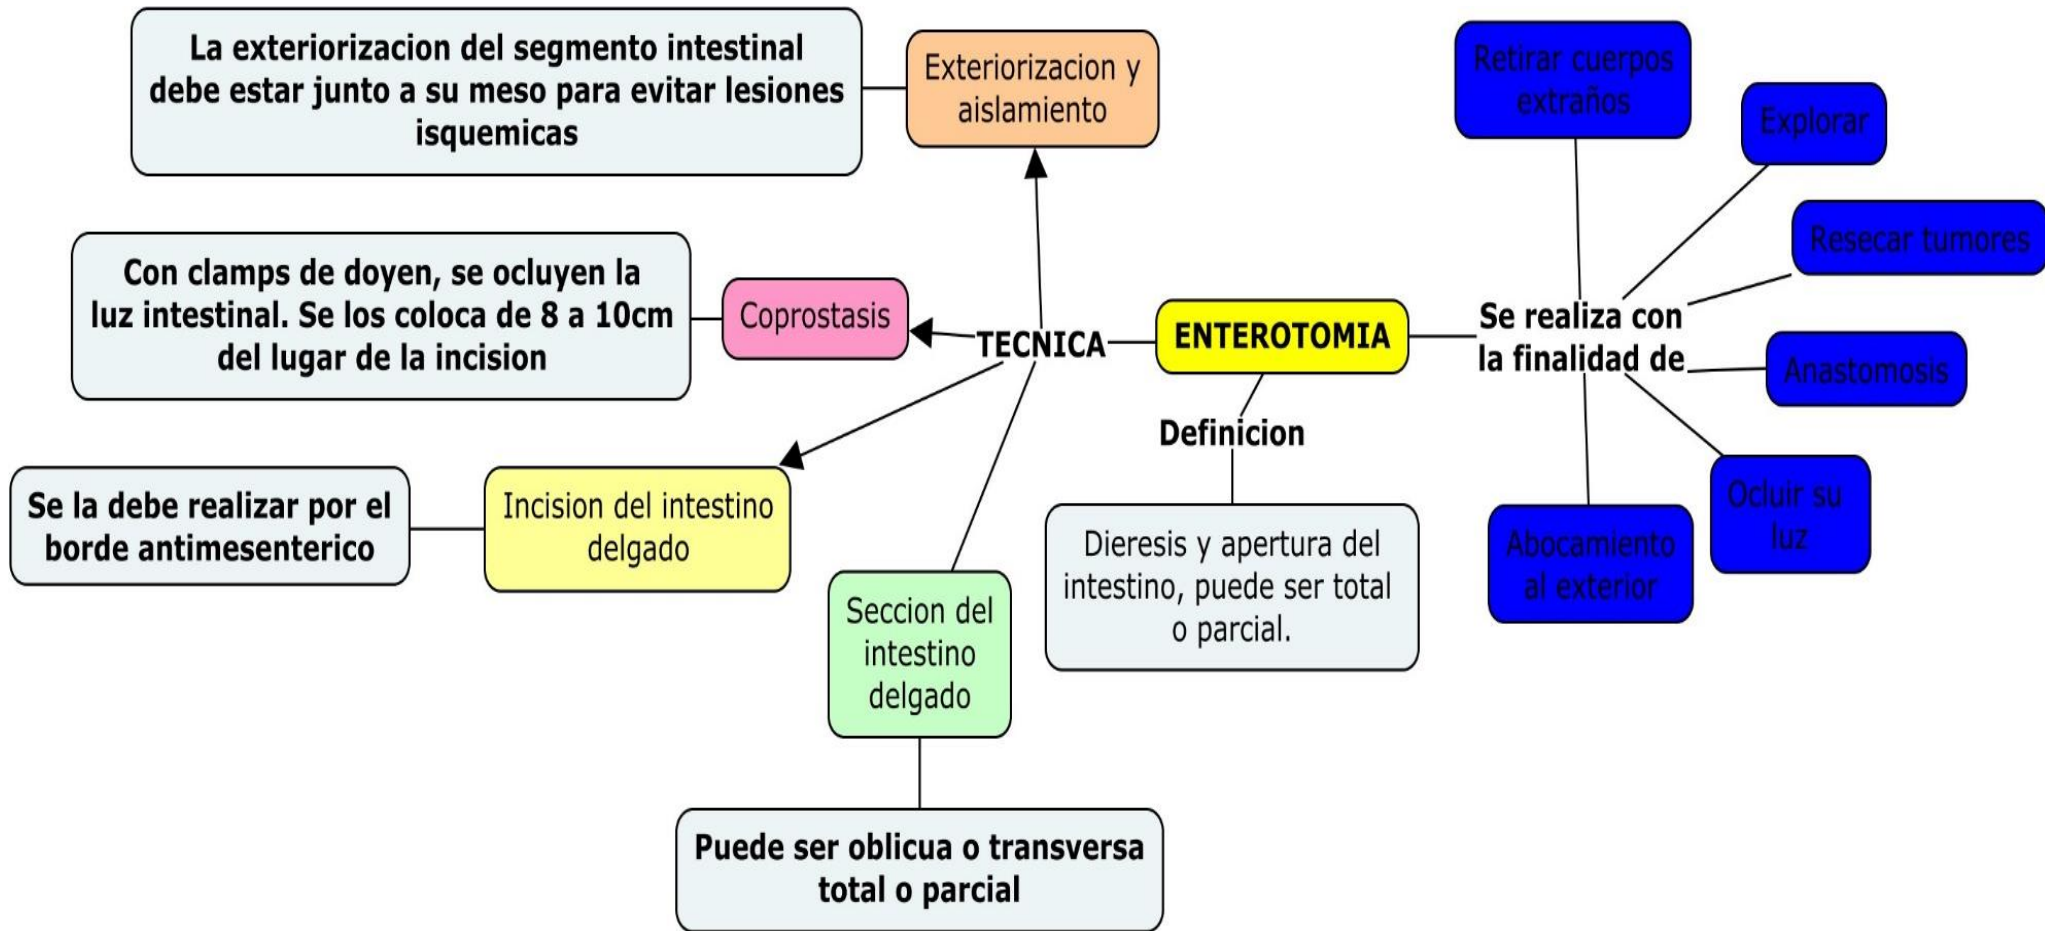 La exteriorizacion del segmento intestinal
debe estar junto a su meso para evitar lesiones
isquemicas
Exteriorizacion y
aislamiento
Retirar cuerpos
extraños
Explorar
Resecar tumores
Con clamps de doyen, se ocluyen la
luz intestinal. Se los coloca de 8 a 10cm
del lugar de la incision
Coprostasis
TECNICA
ENTEROTOMIA
Se realiza con
la finalidad de
Anastomosis
Definicion
Se la debe realizar por el
borde antimesenterico
Incision del intestino
delgado
Dieresis y apertura del
intestino, puede ser total
o parcial.
Abocamiento
al exterior
Ocluir su
luz
Seccion del
intestino
delgado
Puede ser oblicua o transversa
total o parcial